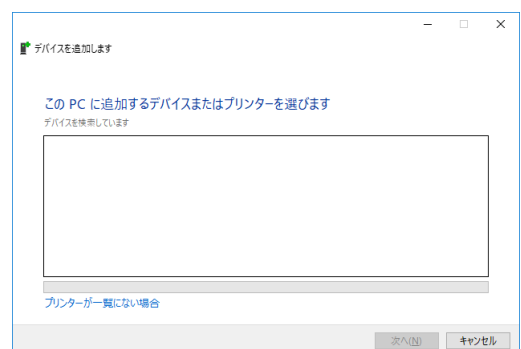 デバイスを追加します
この PC に追加するデバイスまたはプリンターを選びます
デバイスを検索しています
プリンターが一覧にない場合
次へ(N)
キャンセル